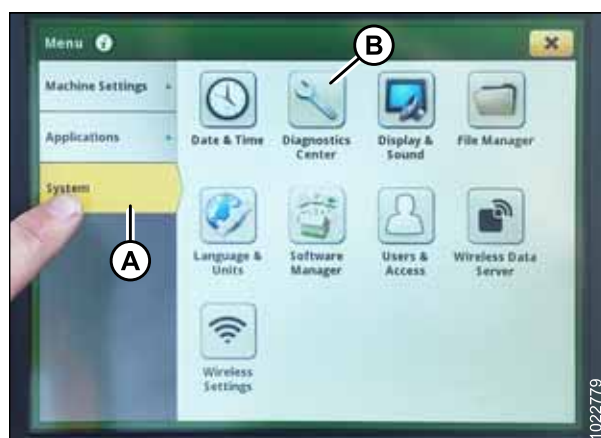 Menu i
B
X
Machine Settings
Applications
System
A
Date & Time
Diagnostics
Center
Display &
Sound
File Manager
Language &
Units
Software
Manager
Users &
Access
Wireless Data
Server
Wireless
Settings
1022779